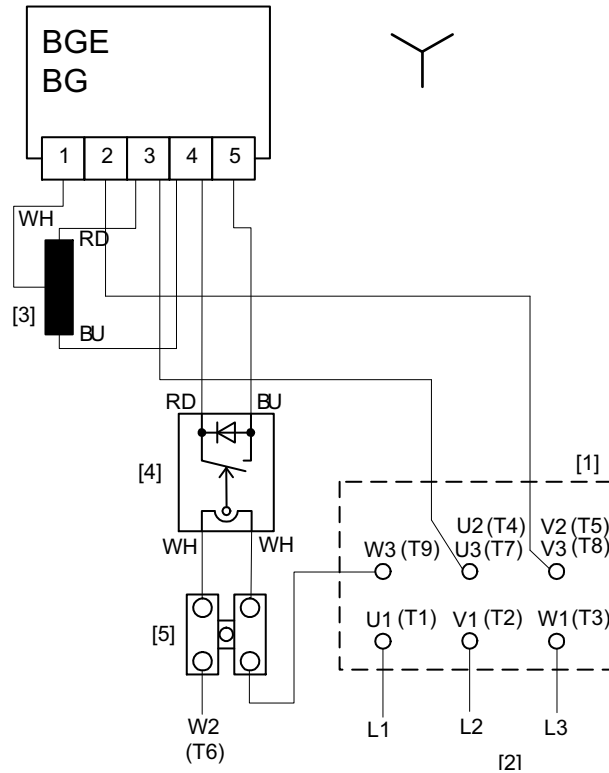 BGE
BG
1 2 3 4 5
WH
RD
[3]
BU
RD BU
[4]
[1]
WH WH
U2 (T4) V2 (T5)
W3 (T9) U3 (T7) V3 (T8)
[5]
U1 (T1) V1 (T2) W1 (T3)
W2
(T6)
L1 L2 L3
[2]